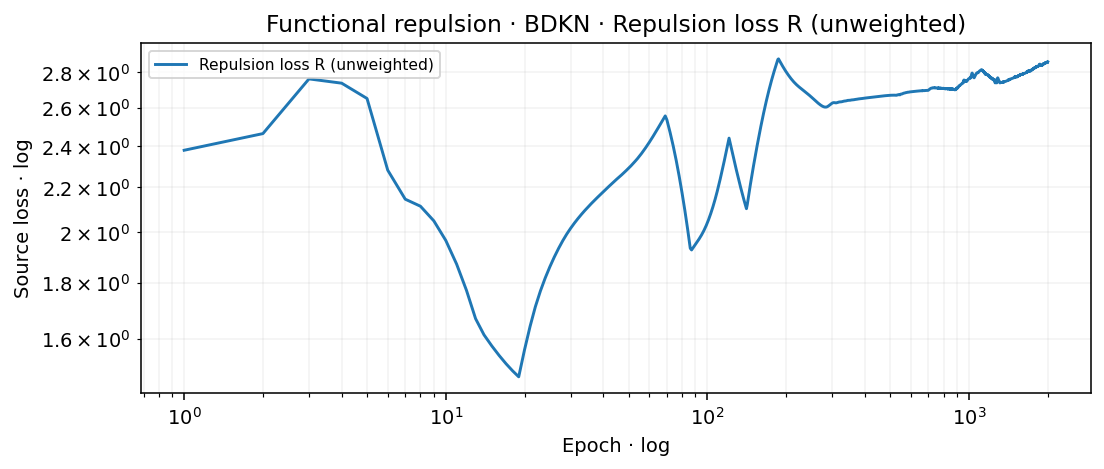 Functional repulsion · BDKN · Repulsion loss R (unweighted)
Repulsion loss R (unweighted)
Source loss · log
2.8 × 10⁰
2.6 × 10⁰
2.4 × 10⁰
2.2 × 10⁰
2 × 10⁰
1.8 × 10⁰
1.6 × 10⁰
10⁰ 10¹ 10² 10³
Epoch · log